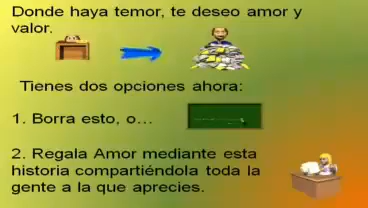 Donde haya temor, te deseo amor y
valor.
Tienes dos opciones ahora:
1. Borra esto, o...
2. Regala Amor mediante esta
historia compartiéndola toda la
gente a la que aprecies.